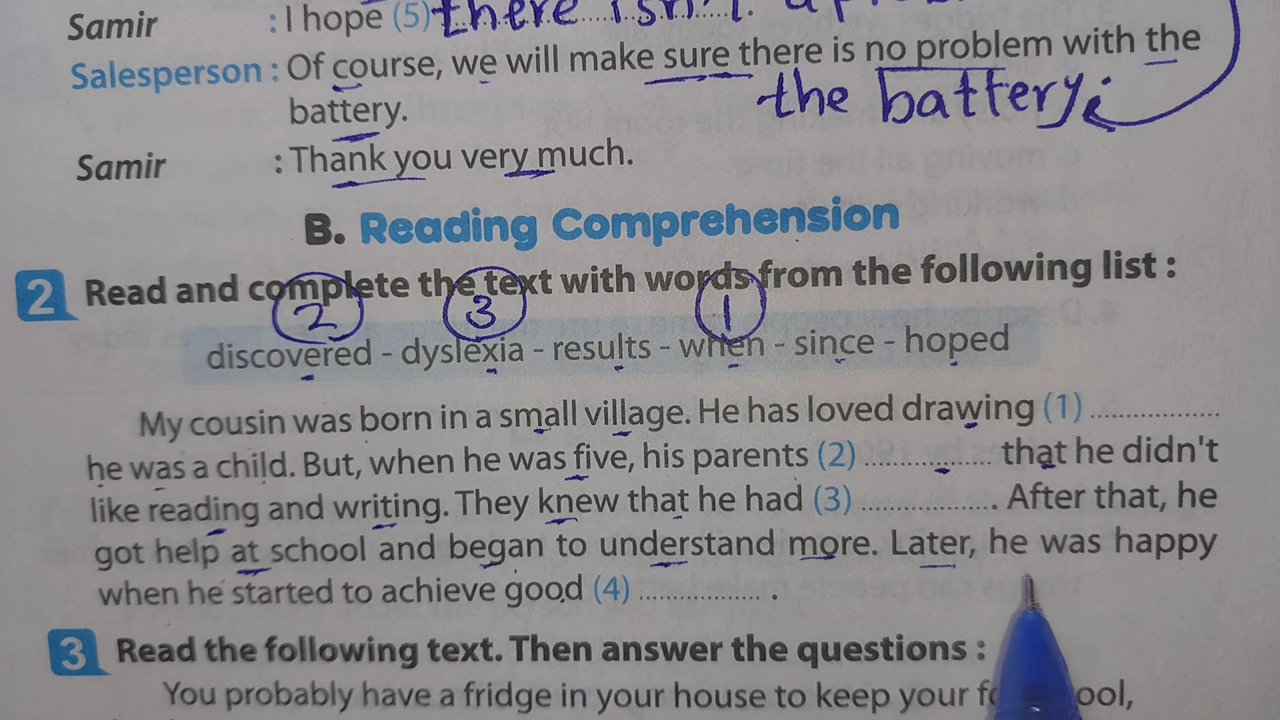 Samir : I hope (5) there isn't. a
Salesperson : Of course, we will make sure there is no problem with the
the battery
battery.
Samir : Thank you very much.
B. Reading Comprehension
2 Read and complete the text with words from the following list :
2 3 1
discovered - dyslexia - results - when - since - hoped
My cousin was born in a small village. He has loved drawing (1) ....................
he was a child. But, when he was five, his parents (2) .................... that he didn't
like reading and writing. They knew that he had (3) .................... . After that, he
got help at school and began to understand more. Later, he was happy
when he started to achieve good (4) .................... .
3 Read the following text. Then answer the questions :
You probably have a fridge in your house to keep your